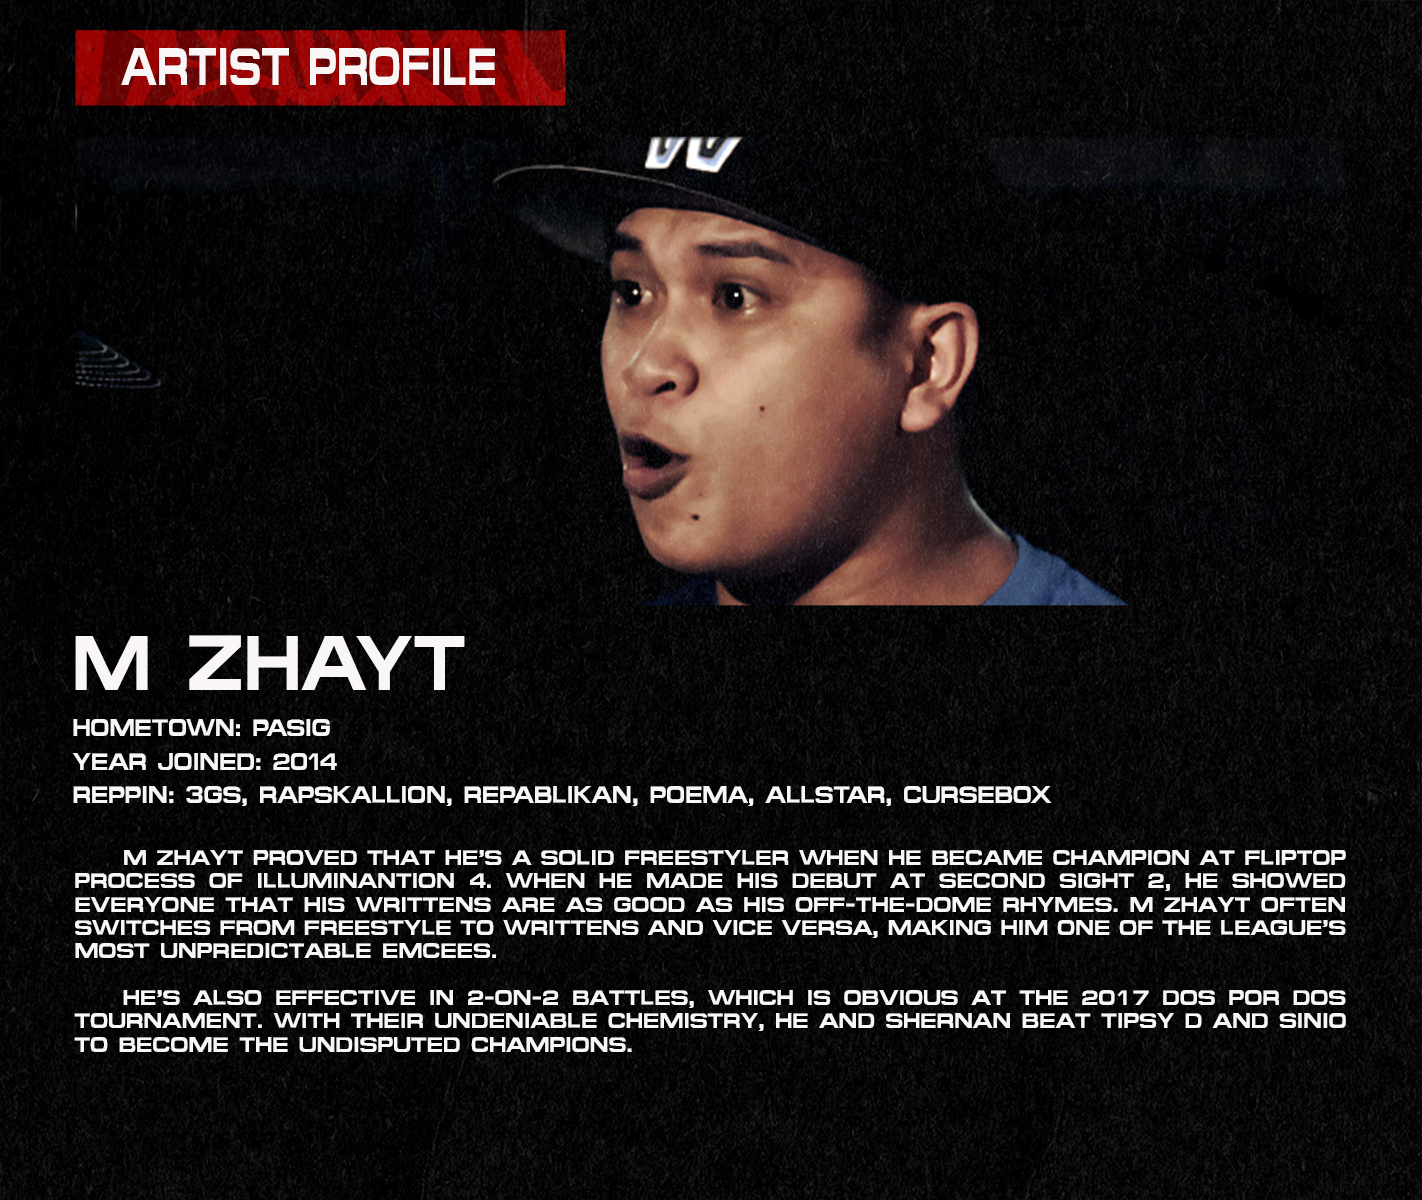 ARTIST PROFILE
M ZHAYT
HOMETOWN: PASIG
YEAR JOINED: 2014
REPPIN: 3GS, RAPSKALLION, REPABLIKAN, POEMA, ALLSTAR, CURSEBOX
M ZHAYT PROVED THAT HE'S A SOLID FREESTYLER WHEN HE BECAME CHAMPION AT FLIPTOP
PROCESS OF ILLUMINANTION 4. WHEN HE MADE HIS DEBUT AT SECOND SIGHT 2, HE SHOWED
EVERYONE THAT HIS WRITTENS ARE AS GOOD AS HIS OFF-THE-DOME RHYMES. M ZHAYT OFTEN
SWITCHES FROM FREESTYLE TO WRITTENS AND VICE VERSA, MAKING HIM ONE OF THE LEAGUE'S
MOST UNPREDICTABLE EMCEES.
HE'S ALSO EFFECTIVE IN 2-ON-2 BATTLES, WHICH IS OBVIOUS AT THE 2017 DOS POR DOS
TOURNAMENT. WITH THEIR UNDENIABLE CHEMISTRY, HE AND SHERNAN BEAT TIPSY D AND SINIO
TO BECOME THE UNDISPUTED CHAMPIONS.